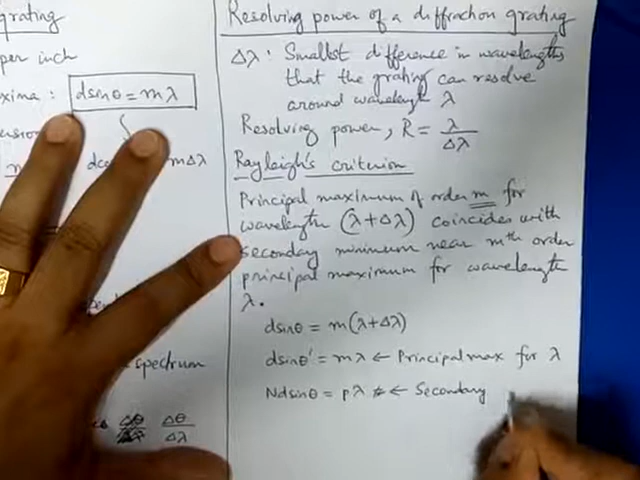 grating
per inch
xima: dsinθ = mλ
mΔλ
spectrum
Δθ Δθ/Δλ
Resolving power of a diffraction grating
Δλ: Smallest difference in wavelengths
that the grating can resolve
around wavelength λ
Resolving power, R = λ/Δλ
Rayleigh's criterion
Principal maximum of order m for
wavelength (λ+Δλ) coincides with
secondary minimum near mth order
principal maximum for wavelength
λ.
dsinθ = m(λ+Δλ)
dsinθ' = mλ ← Principal max for λ
Ndsinθ = pλ ← Secondary